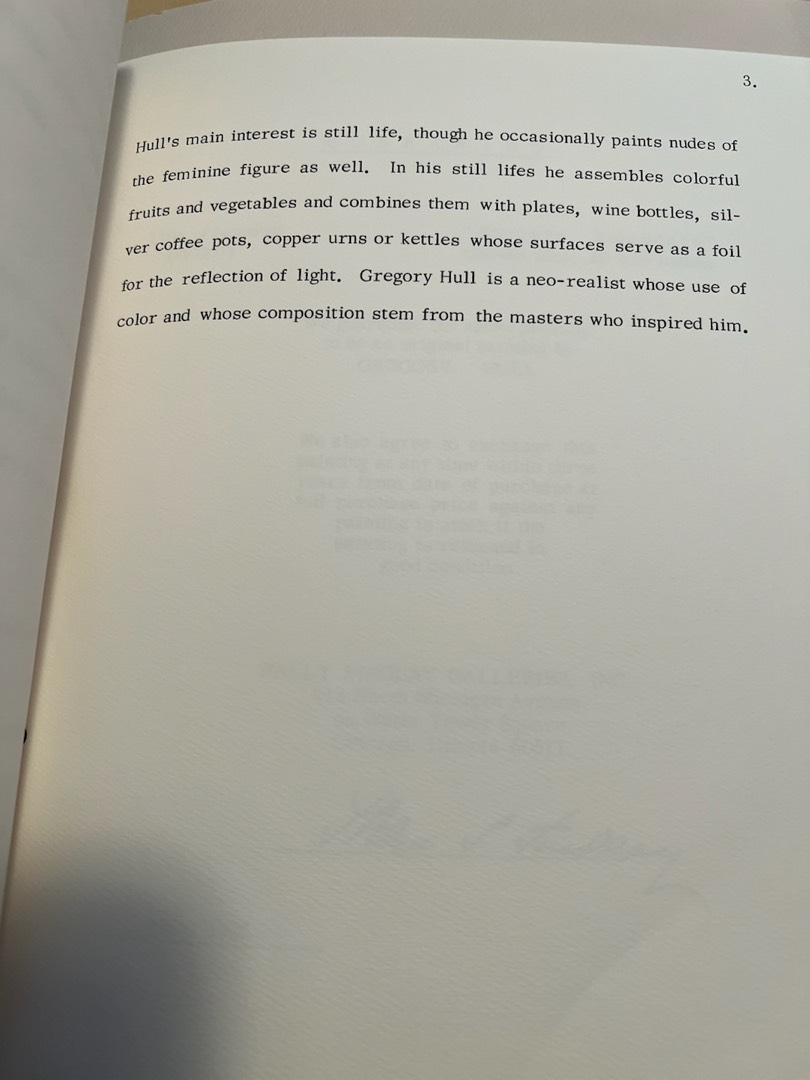 3.
Hull's main interest is still life, though he occasionally paints nudes of
the feminine figure as well. In his still lifes he assembles colorful
fruits and vegetables and combines them with plates, wine bottles, sil-
ver coffee pots, copper urns or kettles whose surfaces serve as a foil
for the reflection of light. Gregory Hull is a neo-realist whose use of
color and whose composition stem from the masters who inspired him.